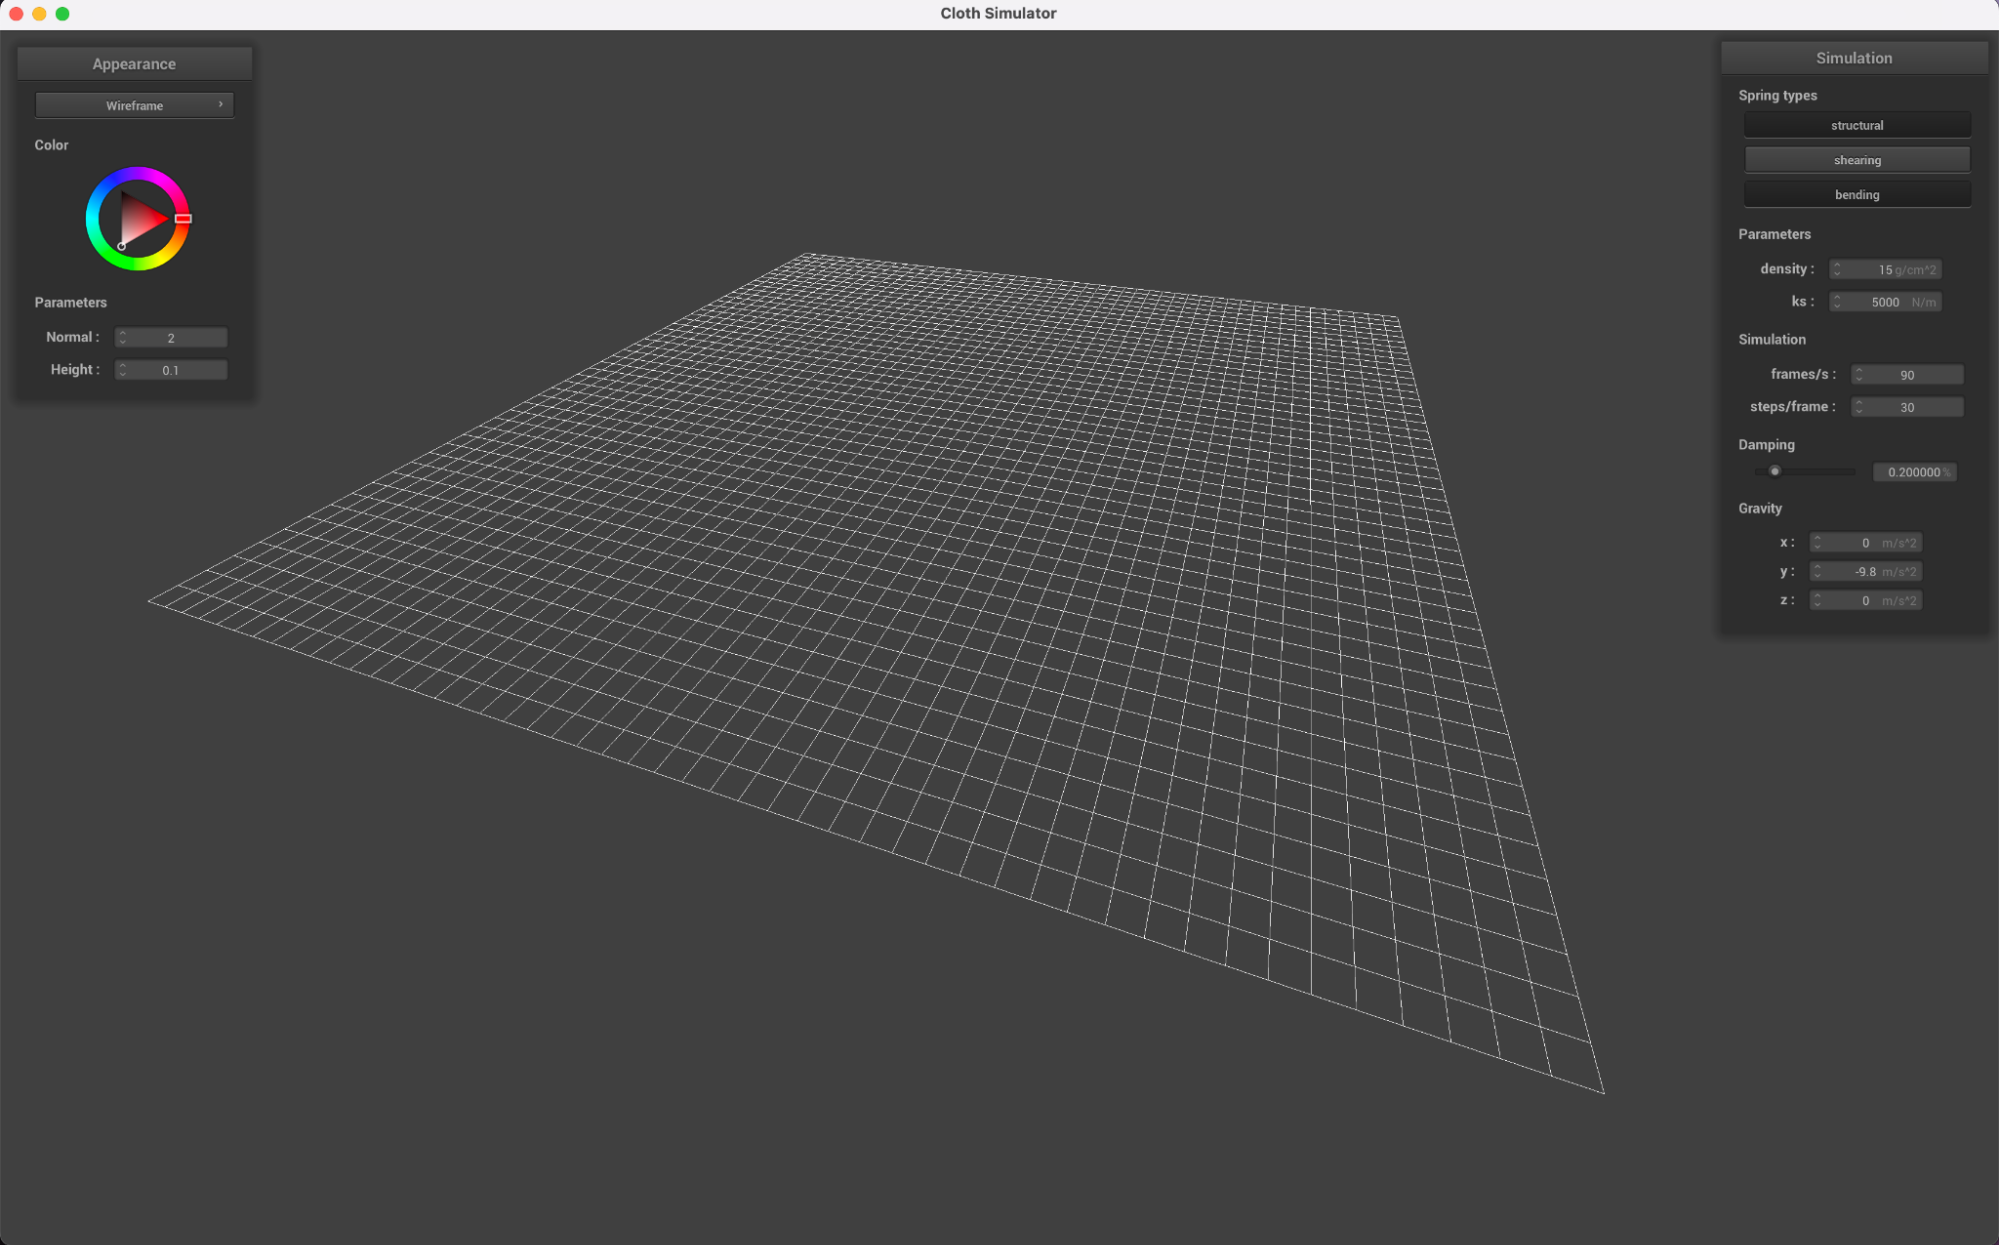 Cloth Simulator
Appearance
Wireframe
Color
Parameters
Normal : 2
Height : 0.1
Simulation
Spring types
structural
shearing
bending
Parameters
density : 15 g/cm^2
ks : 5000 N/m
Simulation
frames/s : 90
steps/frame : 30
Damping
0.200000 %
Gravity
x : 0 m/s^2
y : -9.8 m/s^2
z : 0 m/s^2